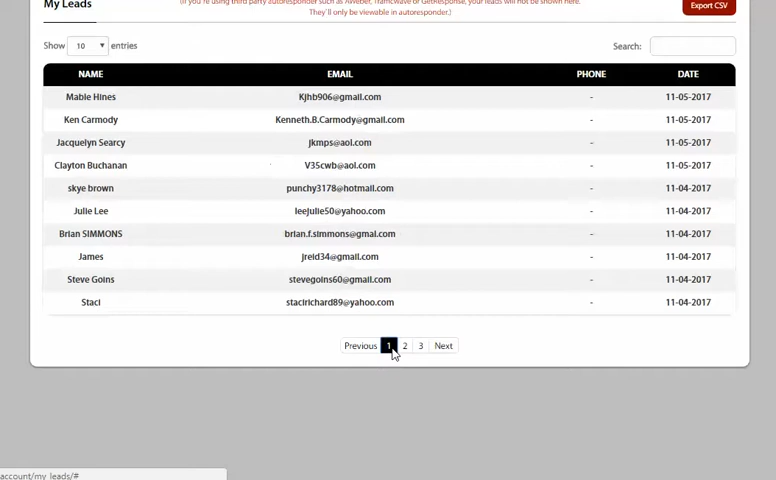 My Leads
(If you're using third party autoresponder such as AWeber, TrafficWave or GetResponse, your leads will not be shown here.
They'll only be viewable in autoresponder.)
Export CSV
Show 10 entries
Search:
NAME EMAIL PHONE DATE
Mable Hines Kjhb906@gmail.com - 11-05-2017
Ken Carmody Kenneth.B.Carmody@gmail.com - 11-05-2017
Jacquelyn Searcy jkmps@aol.com - 11-05-2017
Clayton Buchanan V35cwb@aol.com - 11-05-2017
skye brown punchy3178@hotmail.com - 11-04-2017
Julie Lee leejulie50@yahoo.com - 11-04-2017
Brian SIMMONS brian.f.simmons@gmai.com - 11-04-2017
James jreid34@gmail.com - 11-04-2017
Steve Goins stevegoins60@gmail.com - 11-04-2017
Staci stacirichard89@yahoo.com - 11-04-2017
Previous 1 2 3 Next
account/my_leads/#